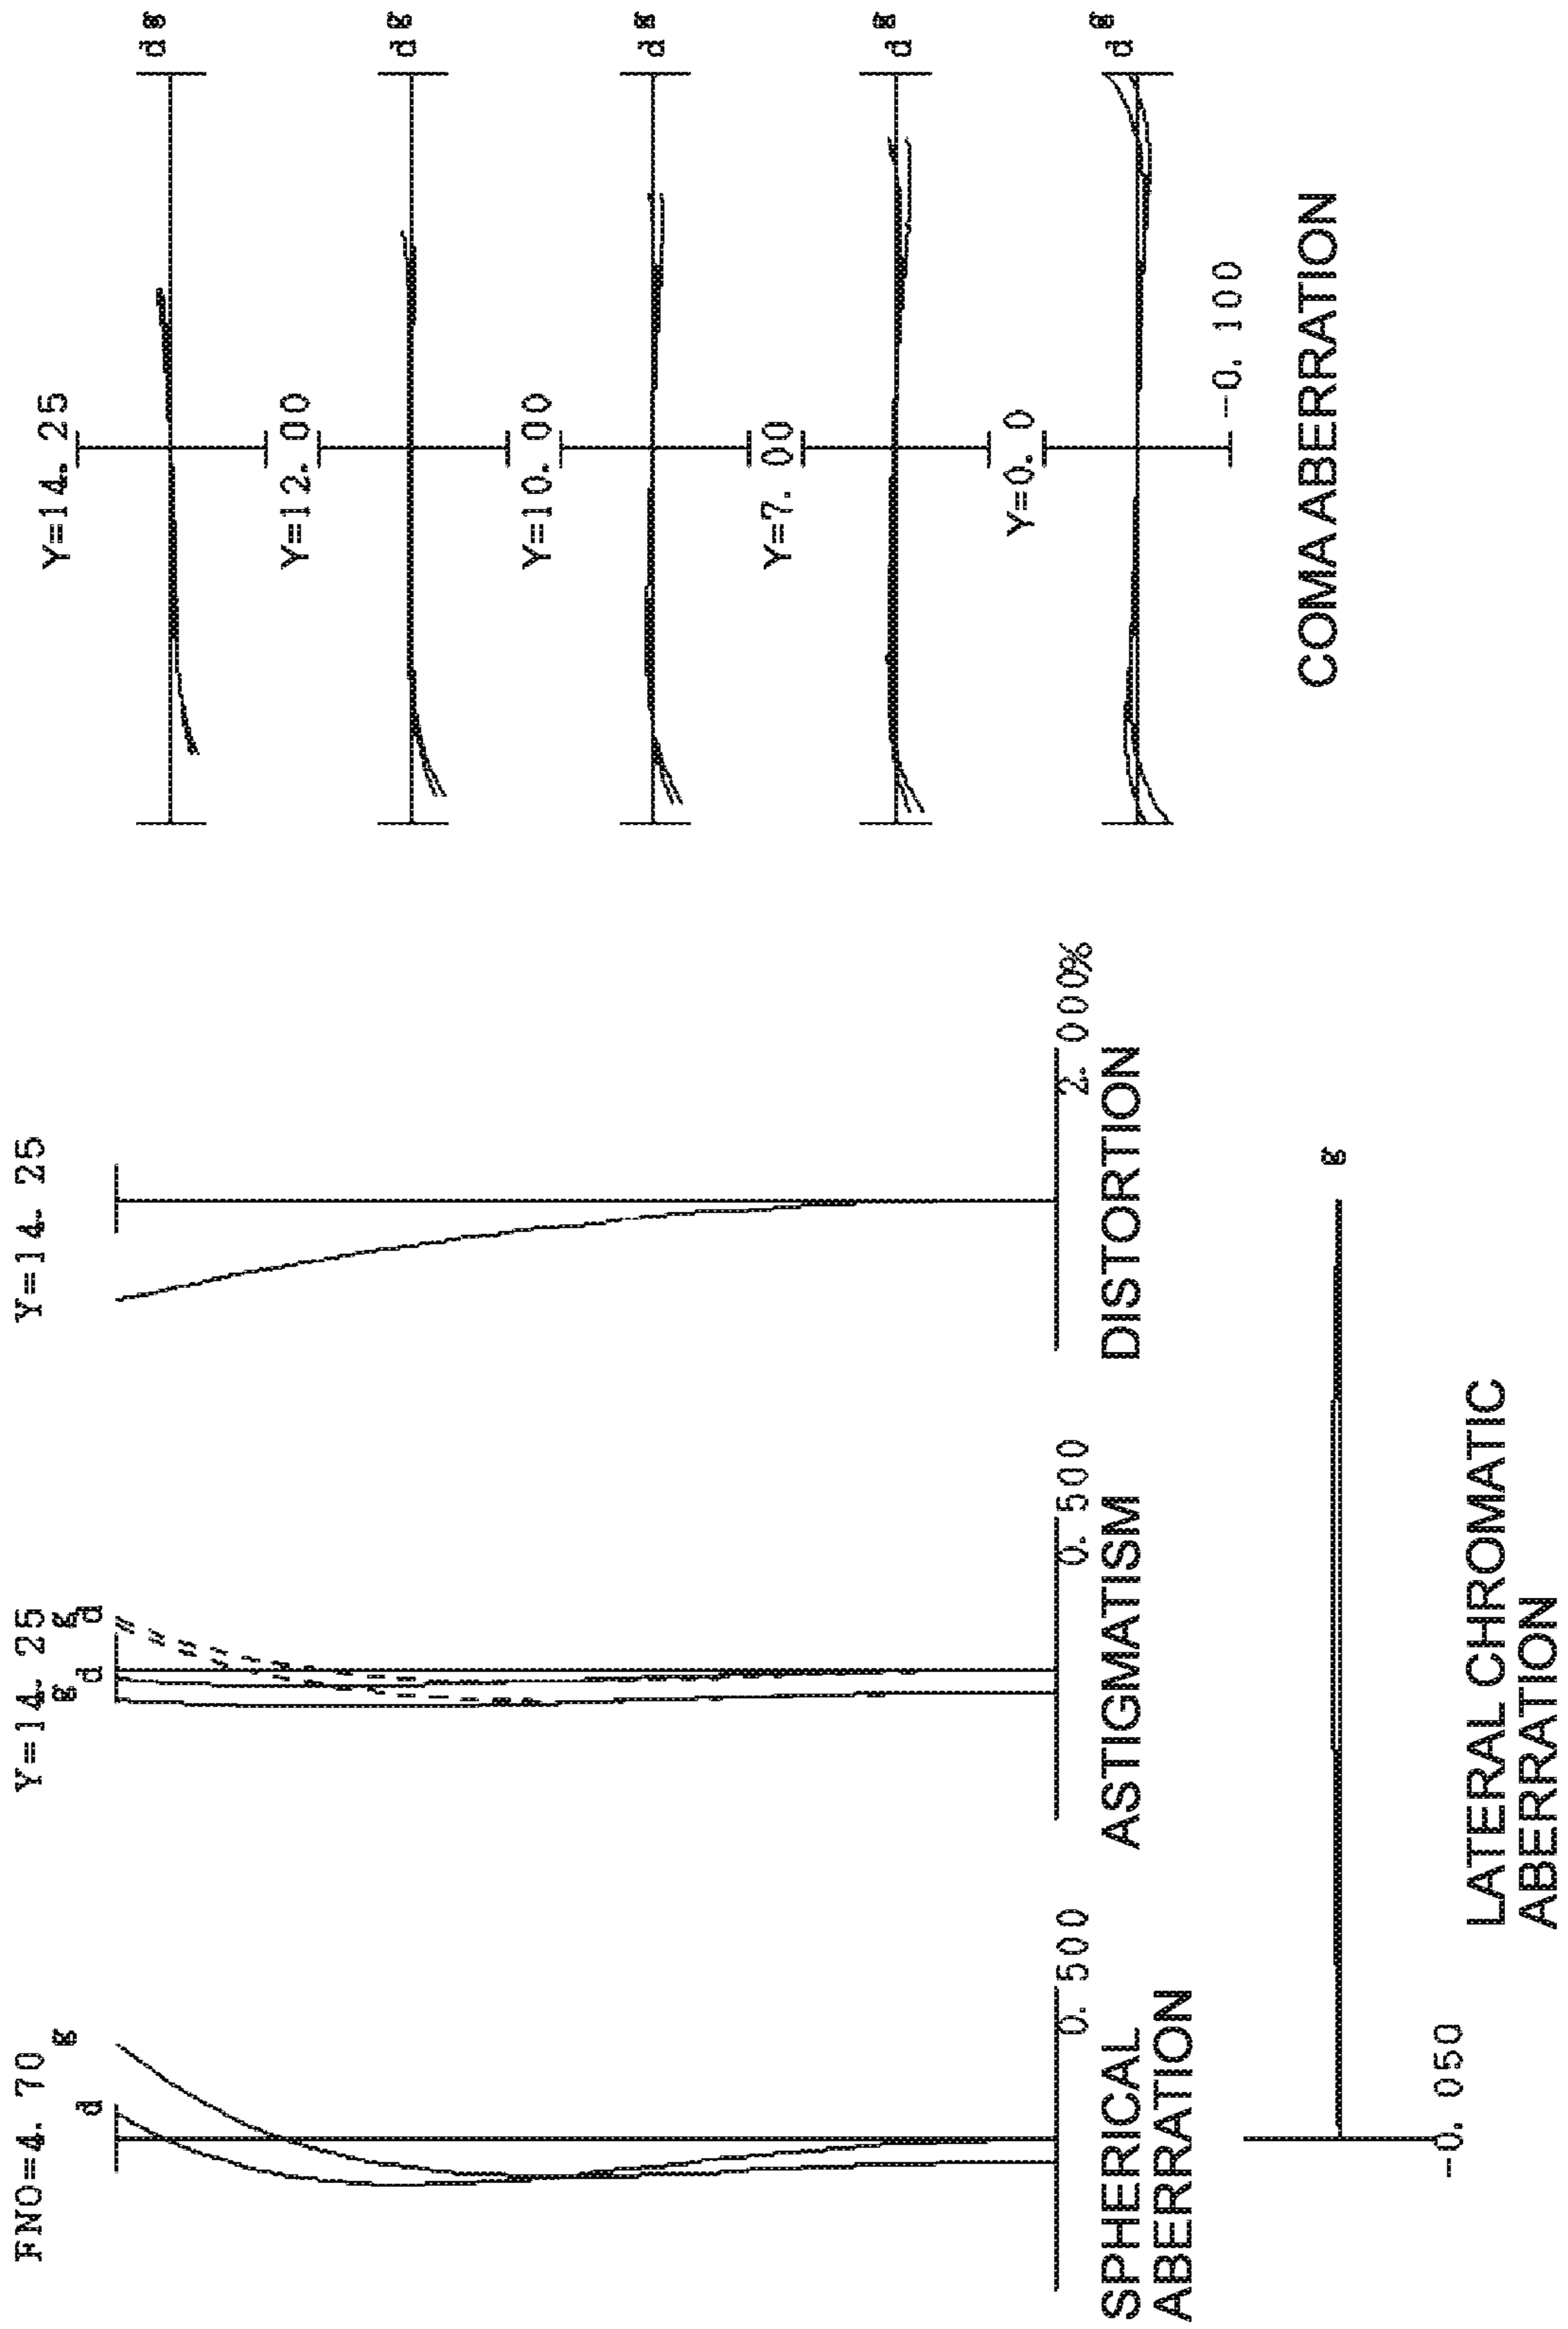 FNO=4. 70
d
g
0. 500
SPHERICAL
ABERRATION
Y=14. 25
g
d
g
d
0. 500
ASTIGMATISM
Y=14. 25
2. 000%
DISTORTION
-0. 050
g
LATERAL CHROMATIC
ABERRATION
Y=14. 25
d g
Y=12. 00
d g
Y=10. 00
d g
Y=7. 00
d g
Y=0. 0
d g
-0. 100
COMA ABERRATION